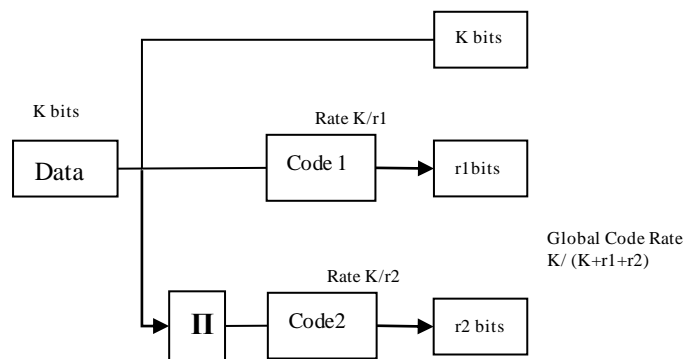 K bits
K bits
Rate K/r1
Data
Code 1
r1bits
Global Code Rate
K/ (K+r1+r2)
Rate K/r2
Π
Code2
r2 bits